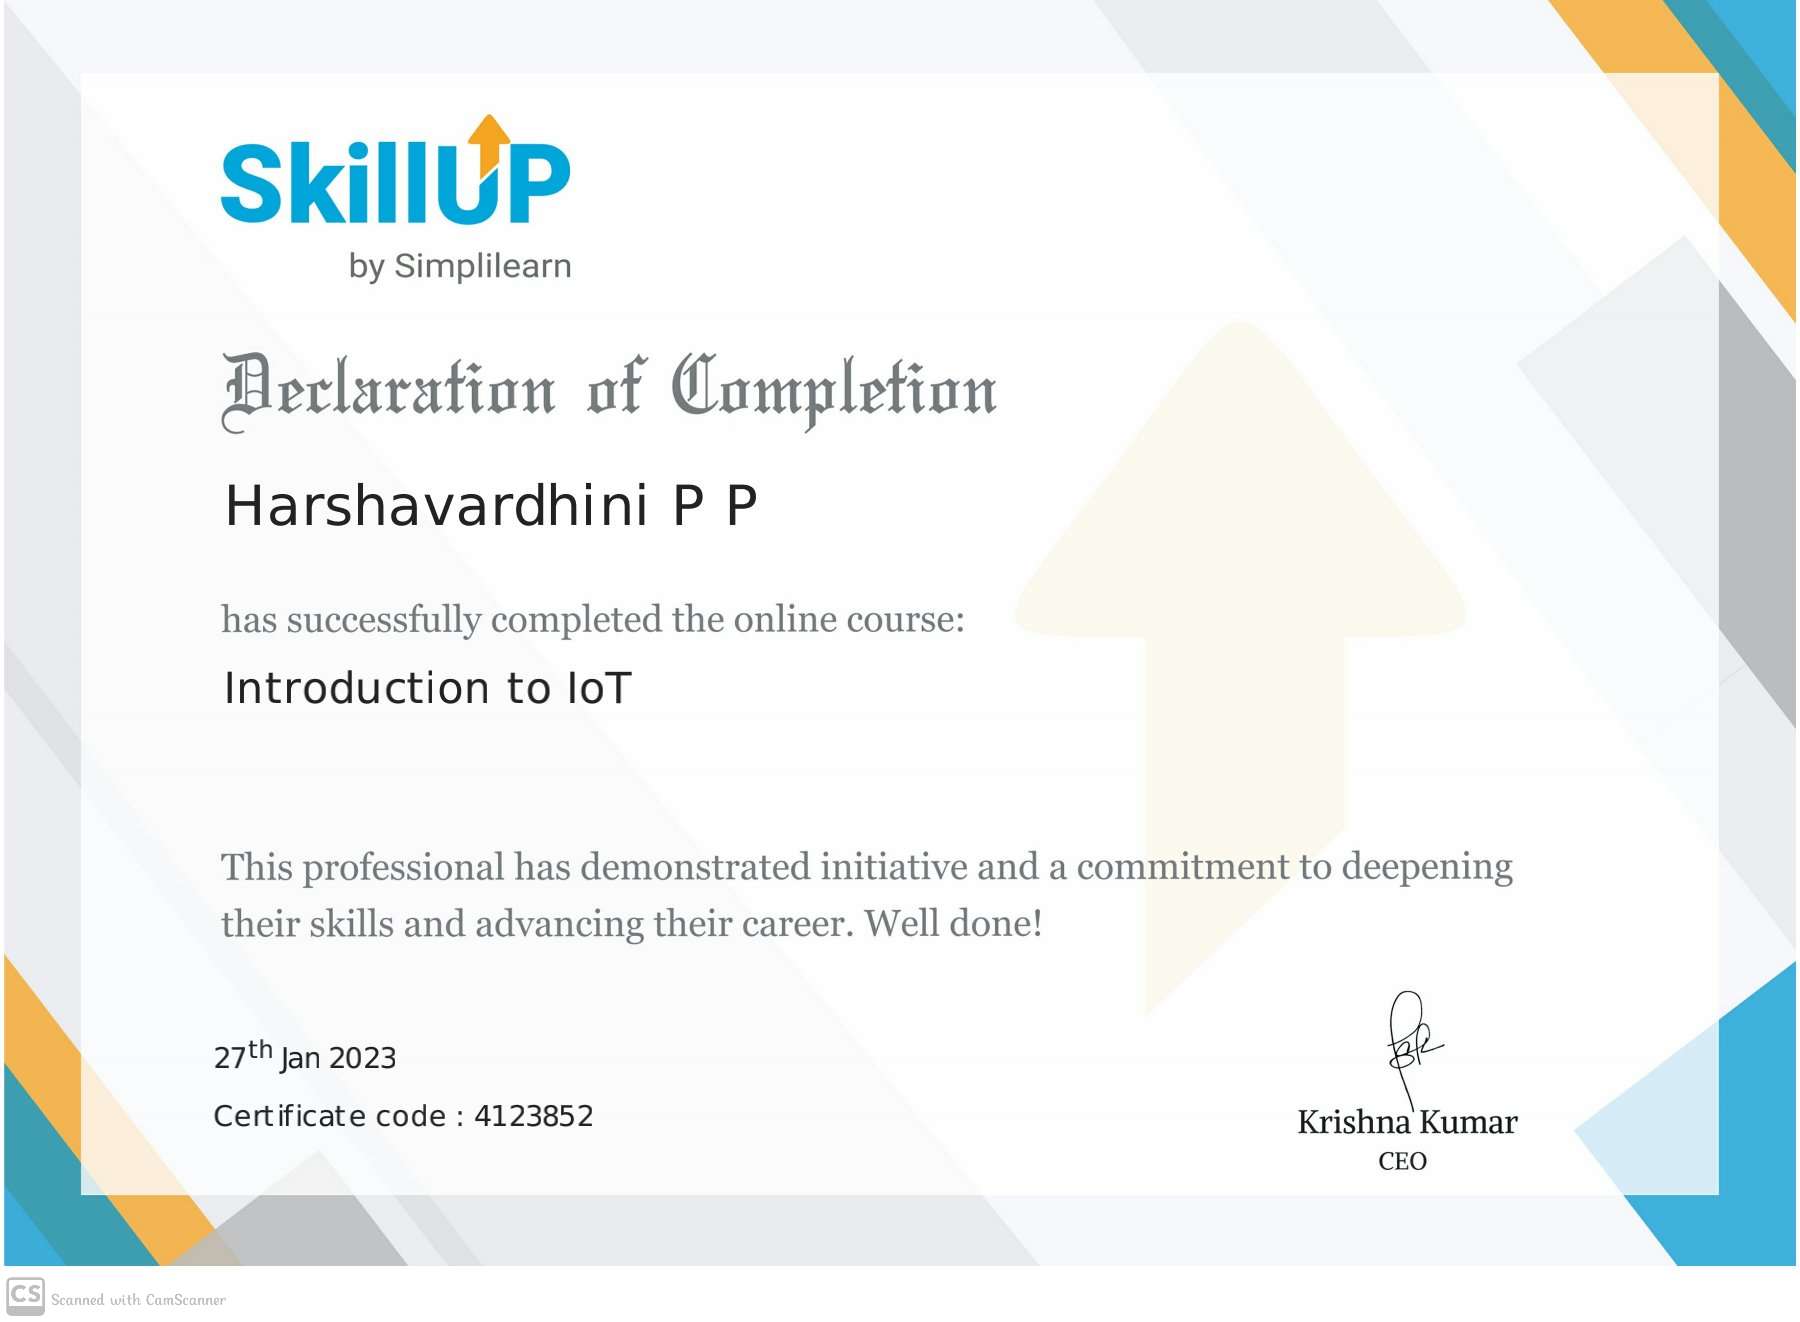 SkillUP
by Simplilearn
Declaration of Completion
Harshavardhini P P
has successfully completed the online course:
Introduction to IoT
This professional has demonstrated initiative and a commitment to deepening
their skills and advancing their career. Well done!
27th Jan 2023
Certificate code : 4123852
Krishna Kumar
CEO
CS Scanned with CamScanner